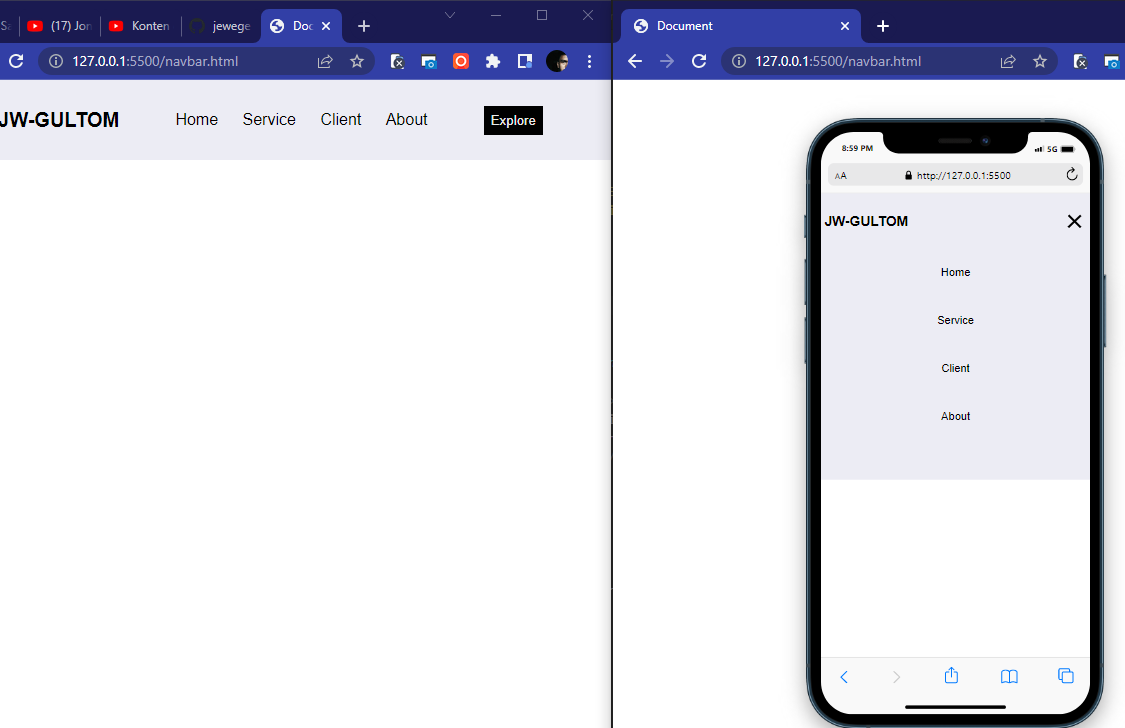 (17) Jon
Konten
jewege
Doc
127.0.0.1:5500/navbar.html
JW-GULTOM
Home
Service
Client
About
Explore
Document
127.0.0.1:5500/navbar.html
8:59 PM
5G
AA
http://127.0.0.1:5500
JW-GULTOM
Home
Service
Client
About